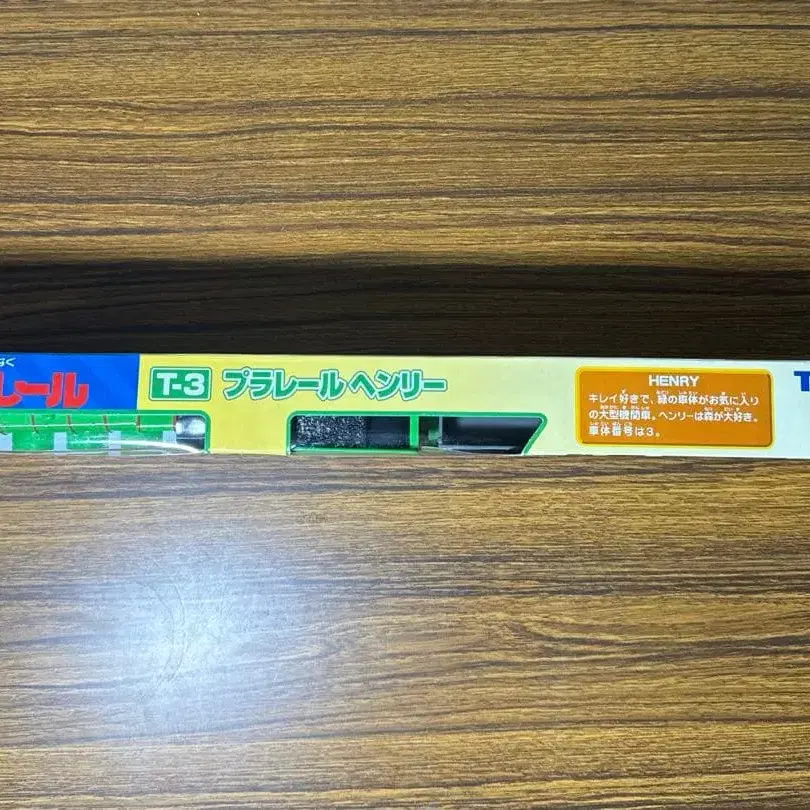 レール
T-3 プラレール ヘンリー
HENRY
キレイ好きで、緑の車体がお気に入り
の大型機関車。ヘンリーは森が大好き。
車体番号は3。
T